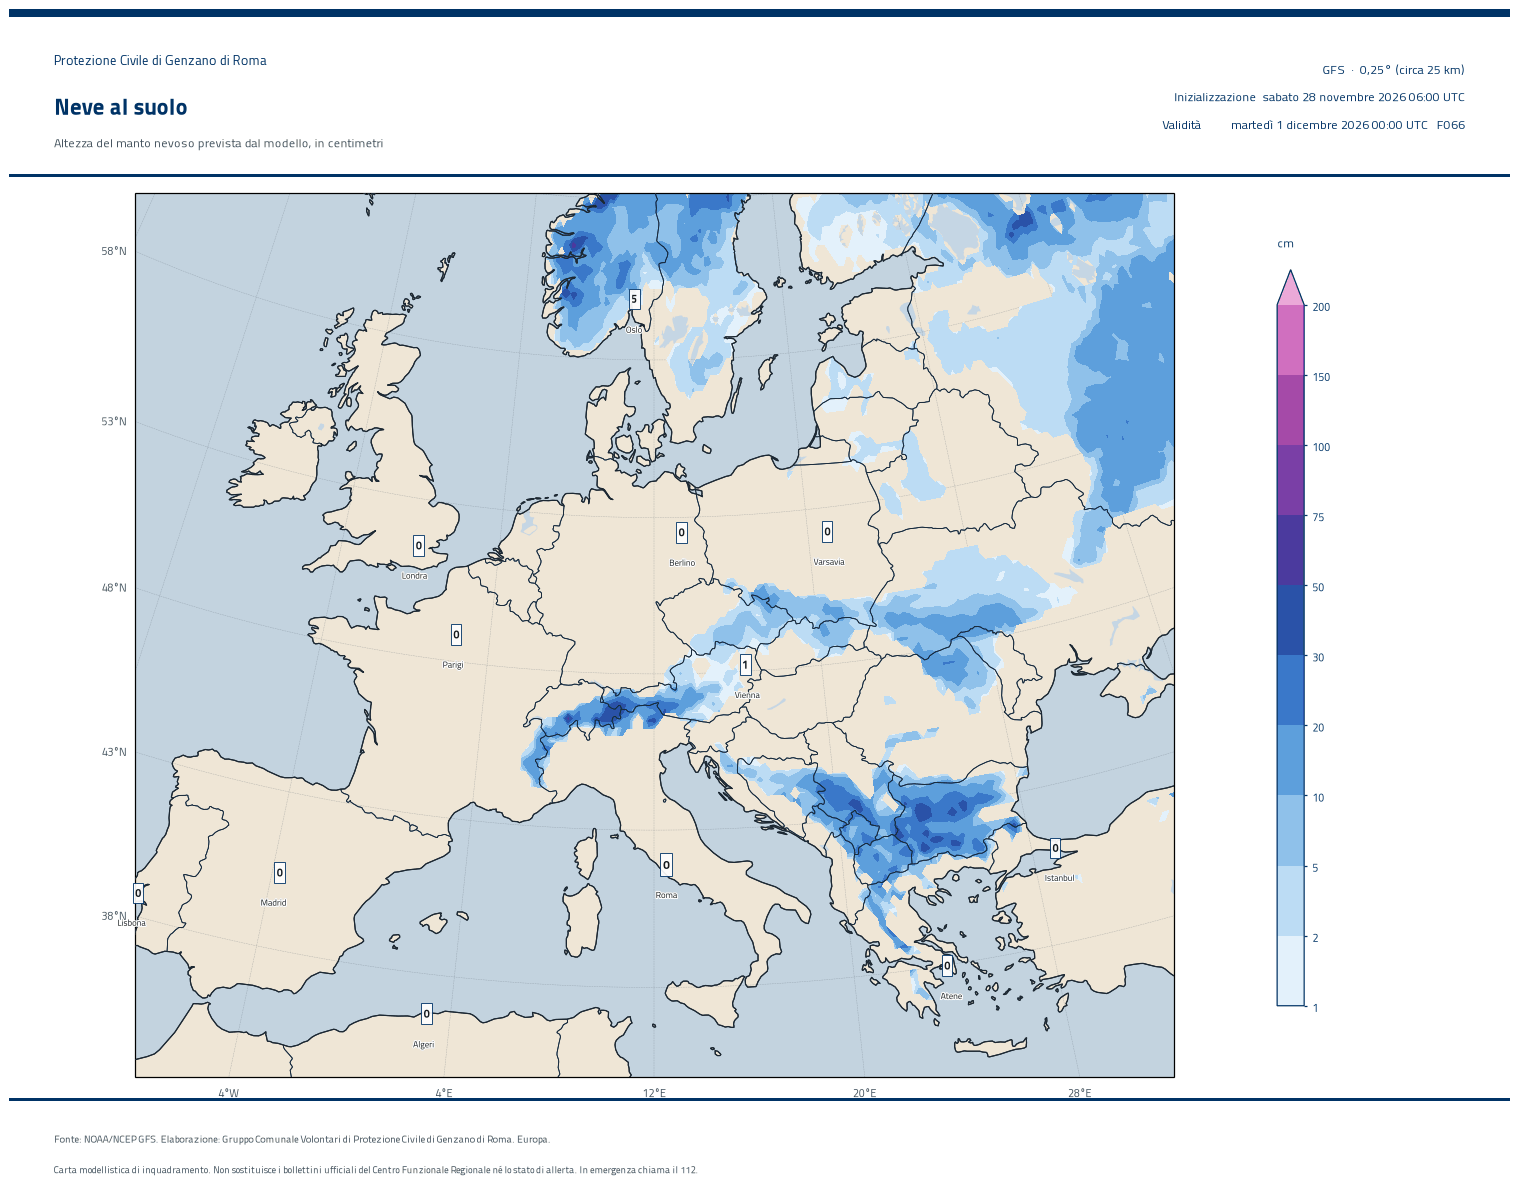 Protezione Civile di Genzano di Roma
Neve al suolo
Altezza del manto nevoso prevista dal modello, in centimetri
GFS · 0,25° (circa 25 km)
Inizializzazione sabato 28 novembre 2026 06:00 UTC
Validità martedì 1 dicembre 2026 00:00 UTC F066
58°N
53°N
48°N
43°N
38°N
5
Oslo
0
Londra
0
Berlino
0
Varsavia
0
Parigi
1
Vienna
0
Madrid
0
Lisbona
0
Roma
0
Istanbul
0
Atene
0
Algeri
4°W
4°E
12°E
20°E
28°E
cm
200
150
100
75
50
30
20
10
5
2
1
Fonte: NOAA/NCEP GFS. Elaborazione: Gruppo Comunale Volontari di Protezione Civile di Genzano di Roma. Europa.
Carta modellistica di inquadramento. Non sostituisce i bollettini ufficiali del Centro Funzionale Regionale né lo stato di allerta. In emergenza chiama il 112.